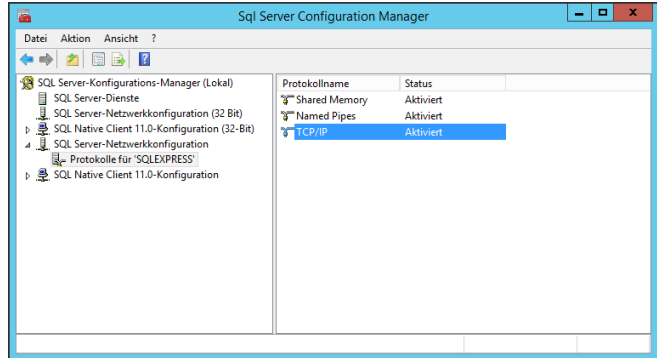 Sql Server Configuration Manager
Datei Aktion Ansicht ?
SQL Server-Konfigurations-Manager (Lokal)
SQL Server-Dienste
SQL Server-Netzwerkkonfiguration (32 Bit)
SQL Native Client 11.0-Konfiguration (32-Bit)
SQL Server-Netzwerkkonfiguration
Protokolle für 'SQLEXPRESS'
SQL Native Client 11.0-Konfiguration
Protokollname Status
Shared Memory Aktiviert
Named Pipes Aktiviert
TCP/IP Aktiviert